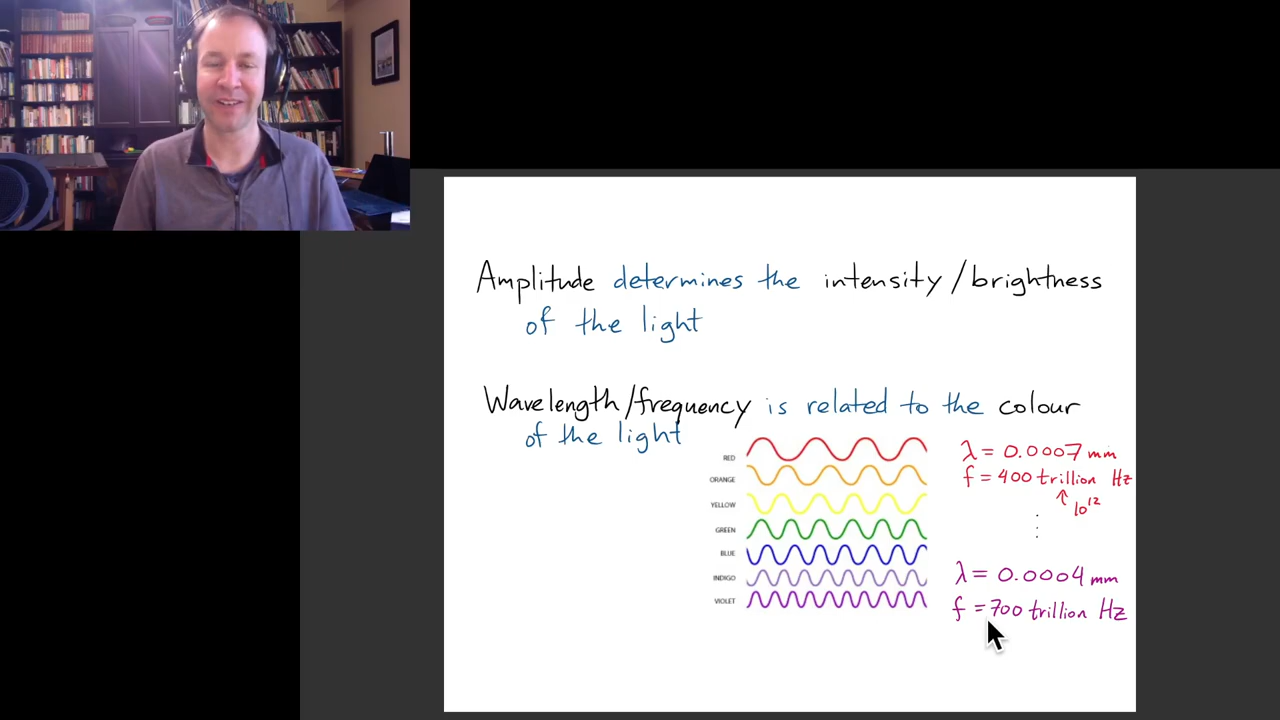 Amplitude determines the intensity/brightness
of the light
Wavelength/frequency is related to the colour
of the light
RED
ORANGE
YELLOW
GREEN
BLUE
INDIGO
VIOLET
λ = 0.0007 mm
f = 400 trillion Hz
↑ 10¹²
⋮
λ = 0.0004 mm
f = 700 trillion Hz